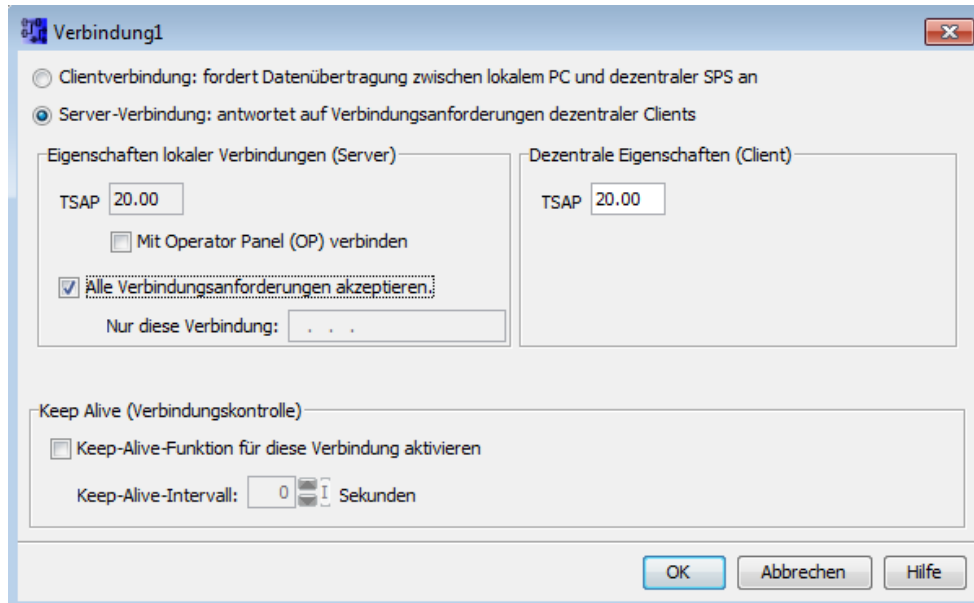 Verbindung1
Clientverbindung: fordert Datenübertragung zwischen lokalem PC und dezentraler SPS an
Server-Verbindung: antwortet auf Verbindungsanforderungen dezentraler Clients
Eigenschaften lokaler Verbindungen (Server)
TSAP 20.00
Mit Operator Panel (OP) verbinden
Alle Verbindungsanforderungen akzeptieren.
Nur diese Verbindung: . . .
Dezentrale Eigenschaften (Client)
TSAP 20.00
Keep Alive (Verbindungskontrolle)
Keep-Alive-Funktion für diese Verbindung aktivieren
Keep-Alive-Intervall: 0 Sekunden
OK Abbrechen Hilfe